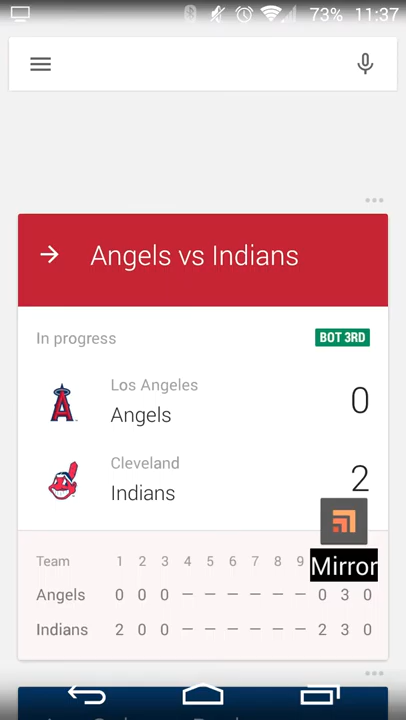 73% 11:37
Angels vs Indians
In progress BOT 3RD
Los Angeles
Angels 0
Cleveland
Indians 2
Mirror
Team 1 2 3 4 5 6 7 8 9
Angels 0 0 0 – – – – – – 0 3 0
Indians 2 0 0 – – – – – – 2 3 0